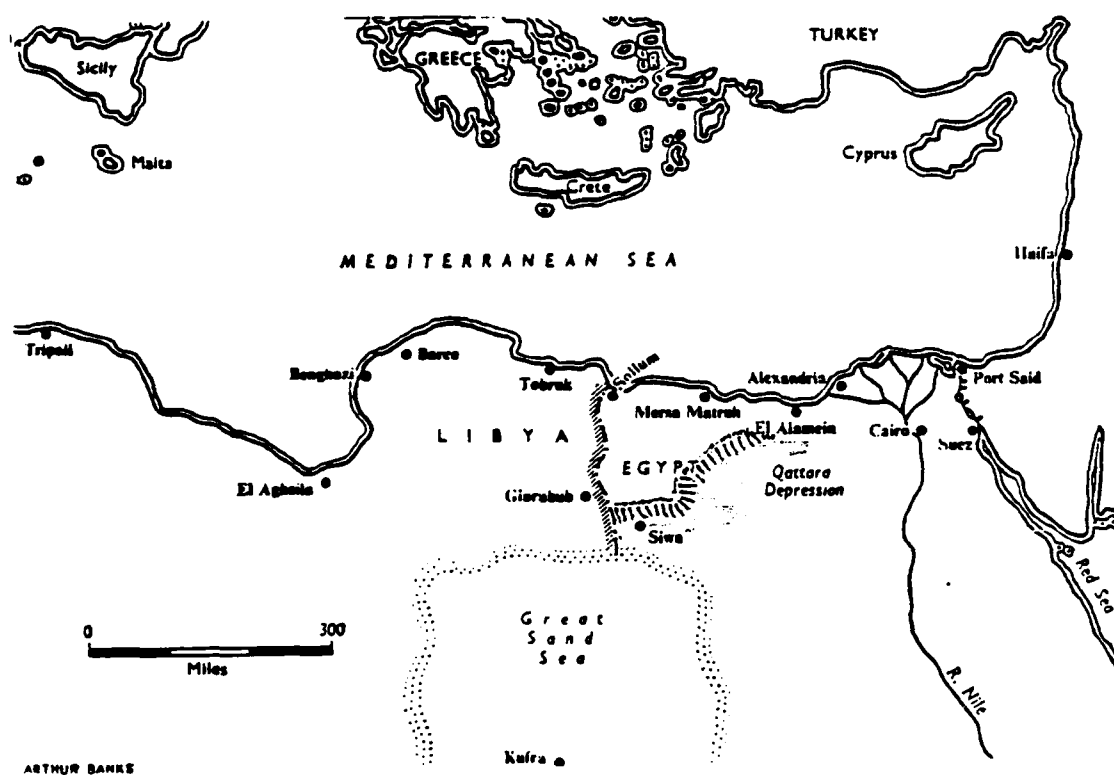 TURKEY
GREECE
Sicily
Malta
Cyprus
Crete
MEDITERRANEAN SEA
Haifa
Tripoli
Benghazi
Barce
Tobruk
Sollum
Mersa Matruh
Alexandria
El Alamein
Port Said
Cairo
Suez
LIBYA
EGYPT
Qattara
Depression
El Agheila
Giarabub
Siwa
Great
Sand
Sea
Red Sea
R. Nile
0 300
Miles
Kufra
ARTHUR BANKS